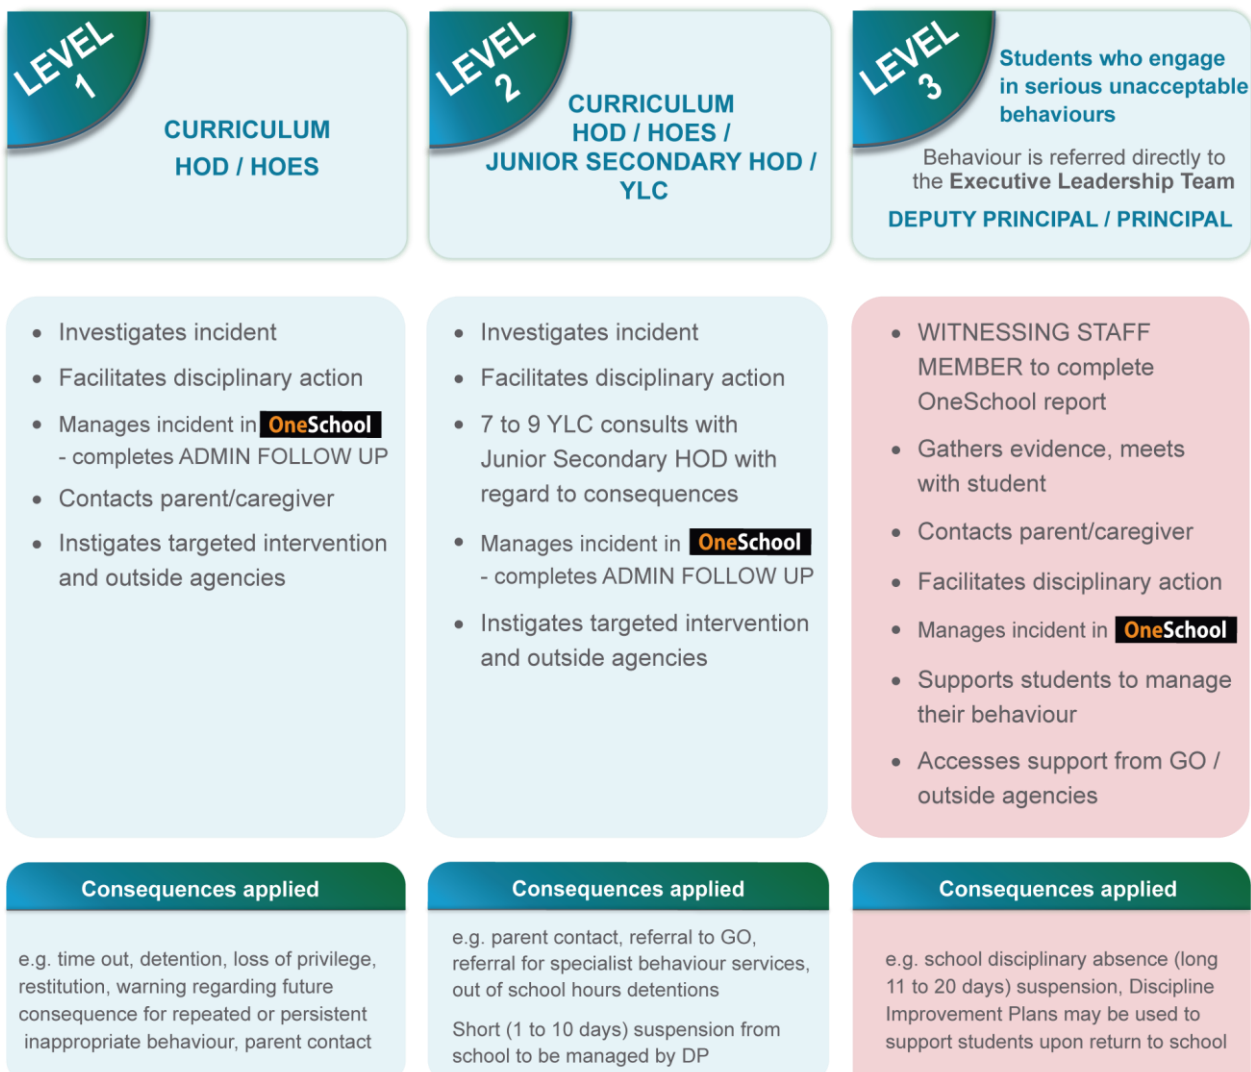 LEVEL
1
CURRICULUM
HOD / HOES
LEVEL
2
CURRICULUM
HOD / HOES /
JUNIOR SECONDARY HOD /
YLC
LEVEL
3
Students who engage
in serious unacceptable
behaviours
Behaviour is referred directly to
the Executive Leadership Team
DEPUTY PRINCIPAL / PRINCIPAL
• Investigates incident
• Facilitates disciplinary action
• Manages incident in OneSchool
- completes ADMIN FOLLOW UP
• Contacts parent/caregiver
• Instigates targeted intervention
and outside agencies
• Investigates incident
• Facilitates disciplinary action
• 7 to 9 YLC consults with
Junior Secondary HOD with
regard to consequences
• Manages incident in OneSchool
- completes ADMIN FOLLOW UP
• Instigates targeted intervention
and outside agencies
• WITNESSING STAFF
MEMBER to complete
OneSchool report
• Gathers evidence, meets
with student
• Contacts parent/caregiver
• Facilitates disciplinary action
• Manages incident in OneSchool
• Supports students to manage
their behaviour
• Accesses support from GO /
outside agencies
Consequences applied
e.g. time out, detention, loss of privilege,
restitution, warning regarding future
consequence for repeated or persistent
inappropriate behaviour, parent contact
Consequences applied
e.g. parent contact, referral to GO,
referral for specialist behaviour services,
out of school hours detentions
Short (1 to 10 days) suspension from
school to be managed by DP
Consequences applied
e.g. school disciplinary absence (long
11 to 20 days) suspension, Discipline
Improvement Plans may be used to
support students upon return to school